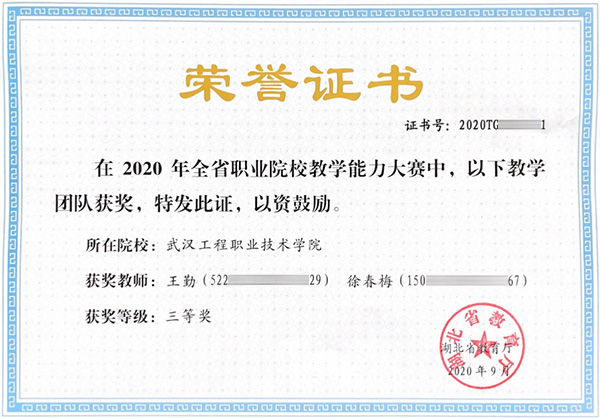 荣誉证书
证书号：2020TG 1
在 2020 年全省职业院校教学能力大赛中，以下教学
团队获奖，特发此证，以资鼓励。
所在院校：武汉工程职业技术学院
获奖教师：王勤（522 29） 徐春梅（150 67）
获奖等级：三等奖
湖北省教育厅
湖北省教育厅
2020 年 9 月